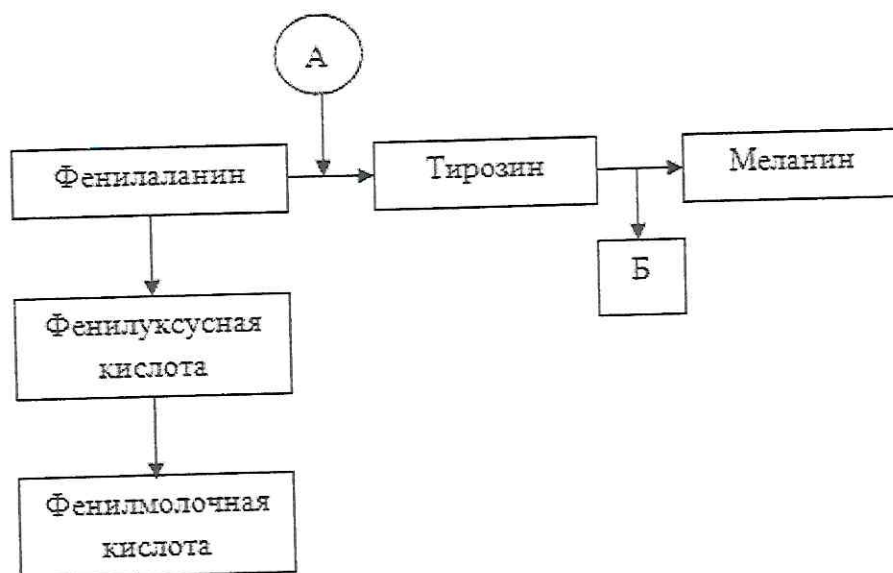 А
Фенилаланин
Тирозин
Меланин
Б
Фенилуксусная
кислота
Фенилмолочная
кислота